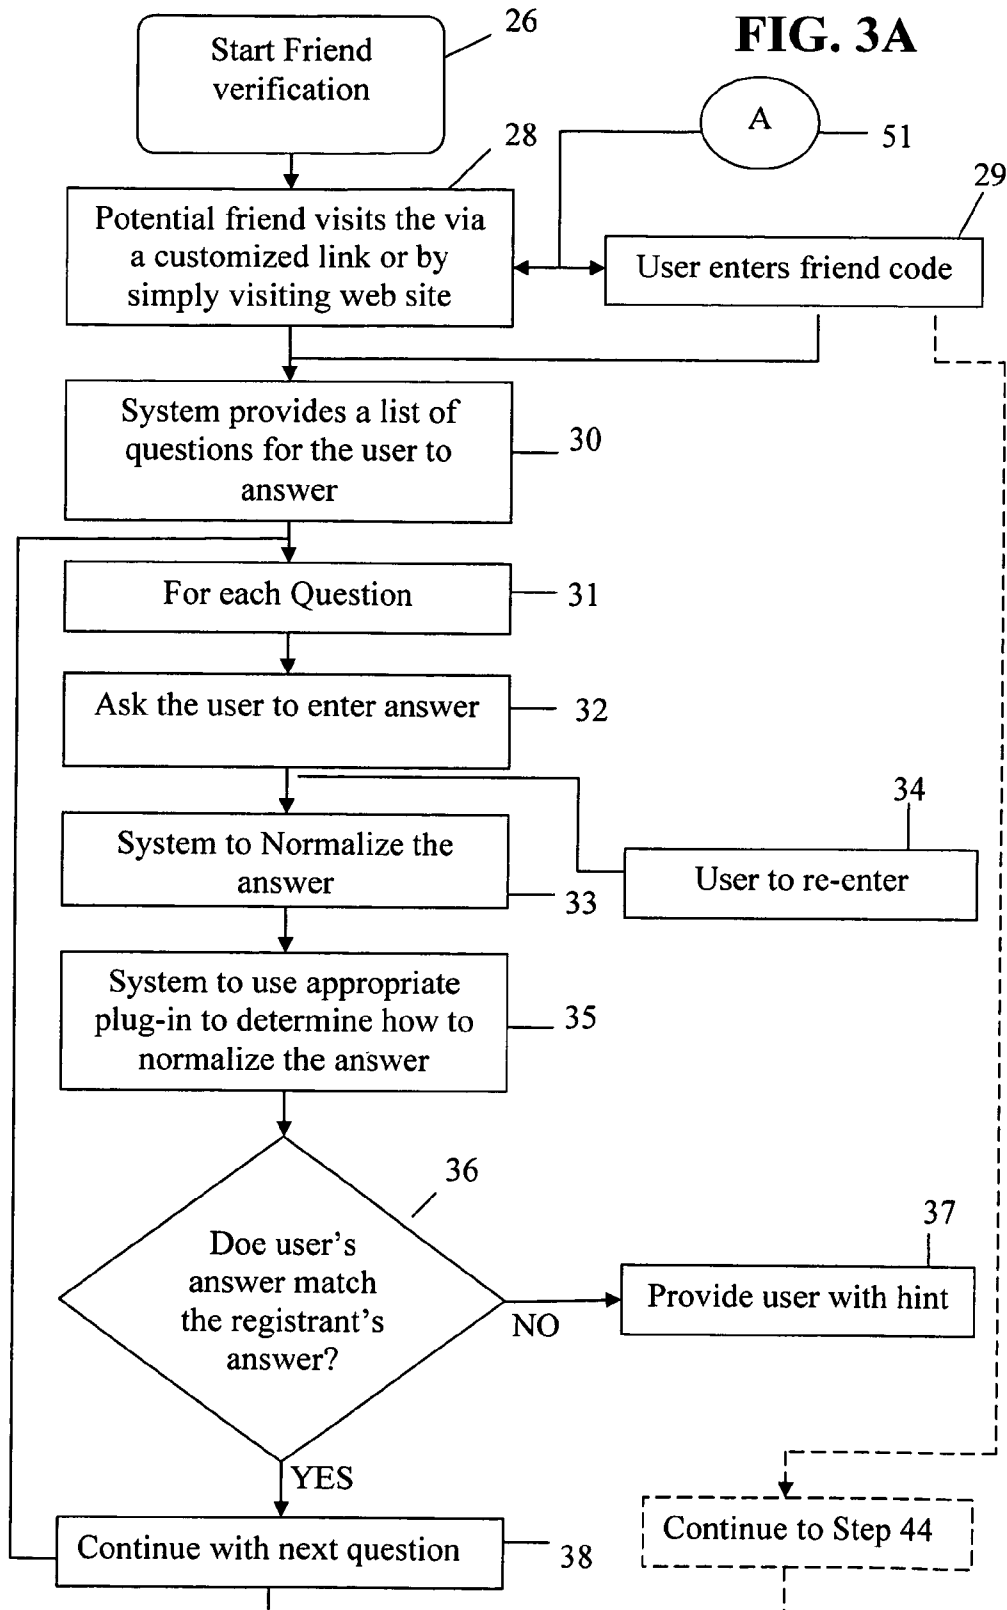 FIG. 3A
Start Friend
verification
26
A
51
28
Potential friend visits the via
a customized link or by
simply visiting web site
29
User enters friend code
System provides a list of
questions for the user to
answer
30
For each Question
31
Ask the user to enter answer
32
System to Normalize the
answer
33
34
User to re-enter
System to use appropriate
plug-in to determine how to
normalize the answer
35
36
Doe user's
answer match
the registrant's
answer?
NO
37
Provide user with hint
YES
Continue with next question
38
Continue to Step 44